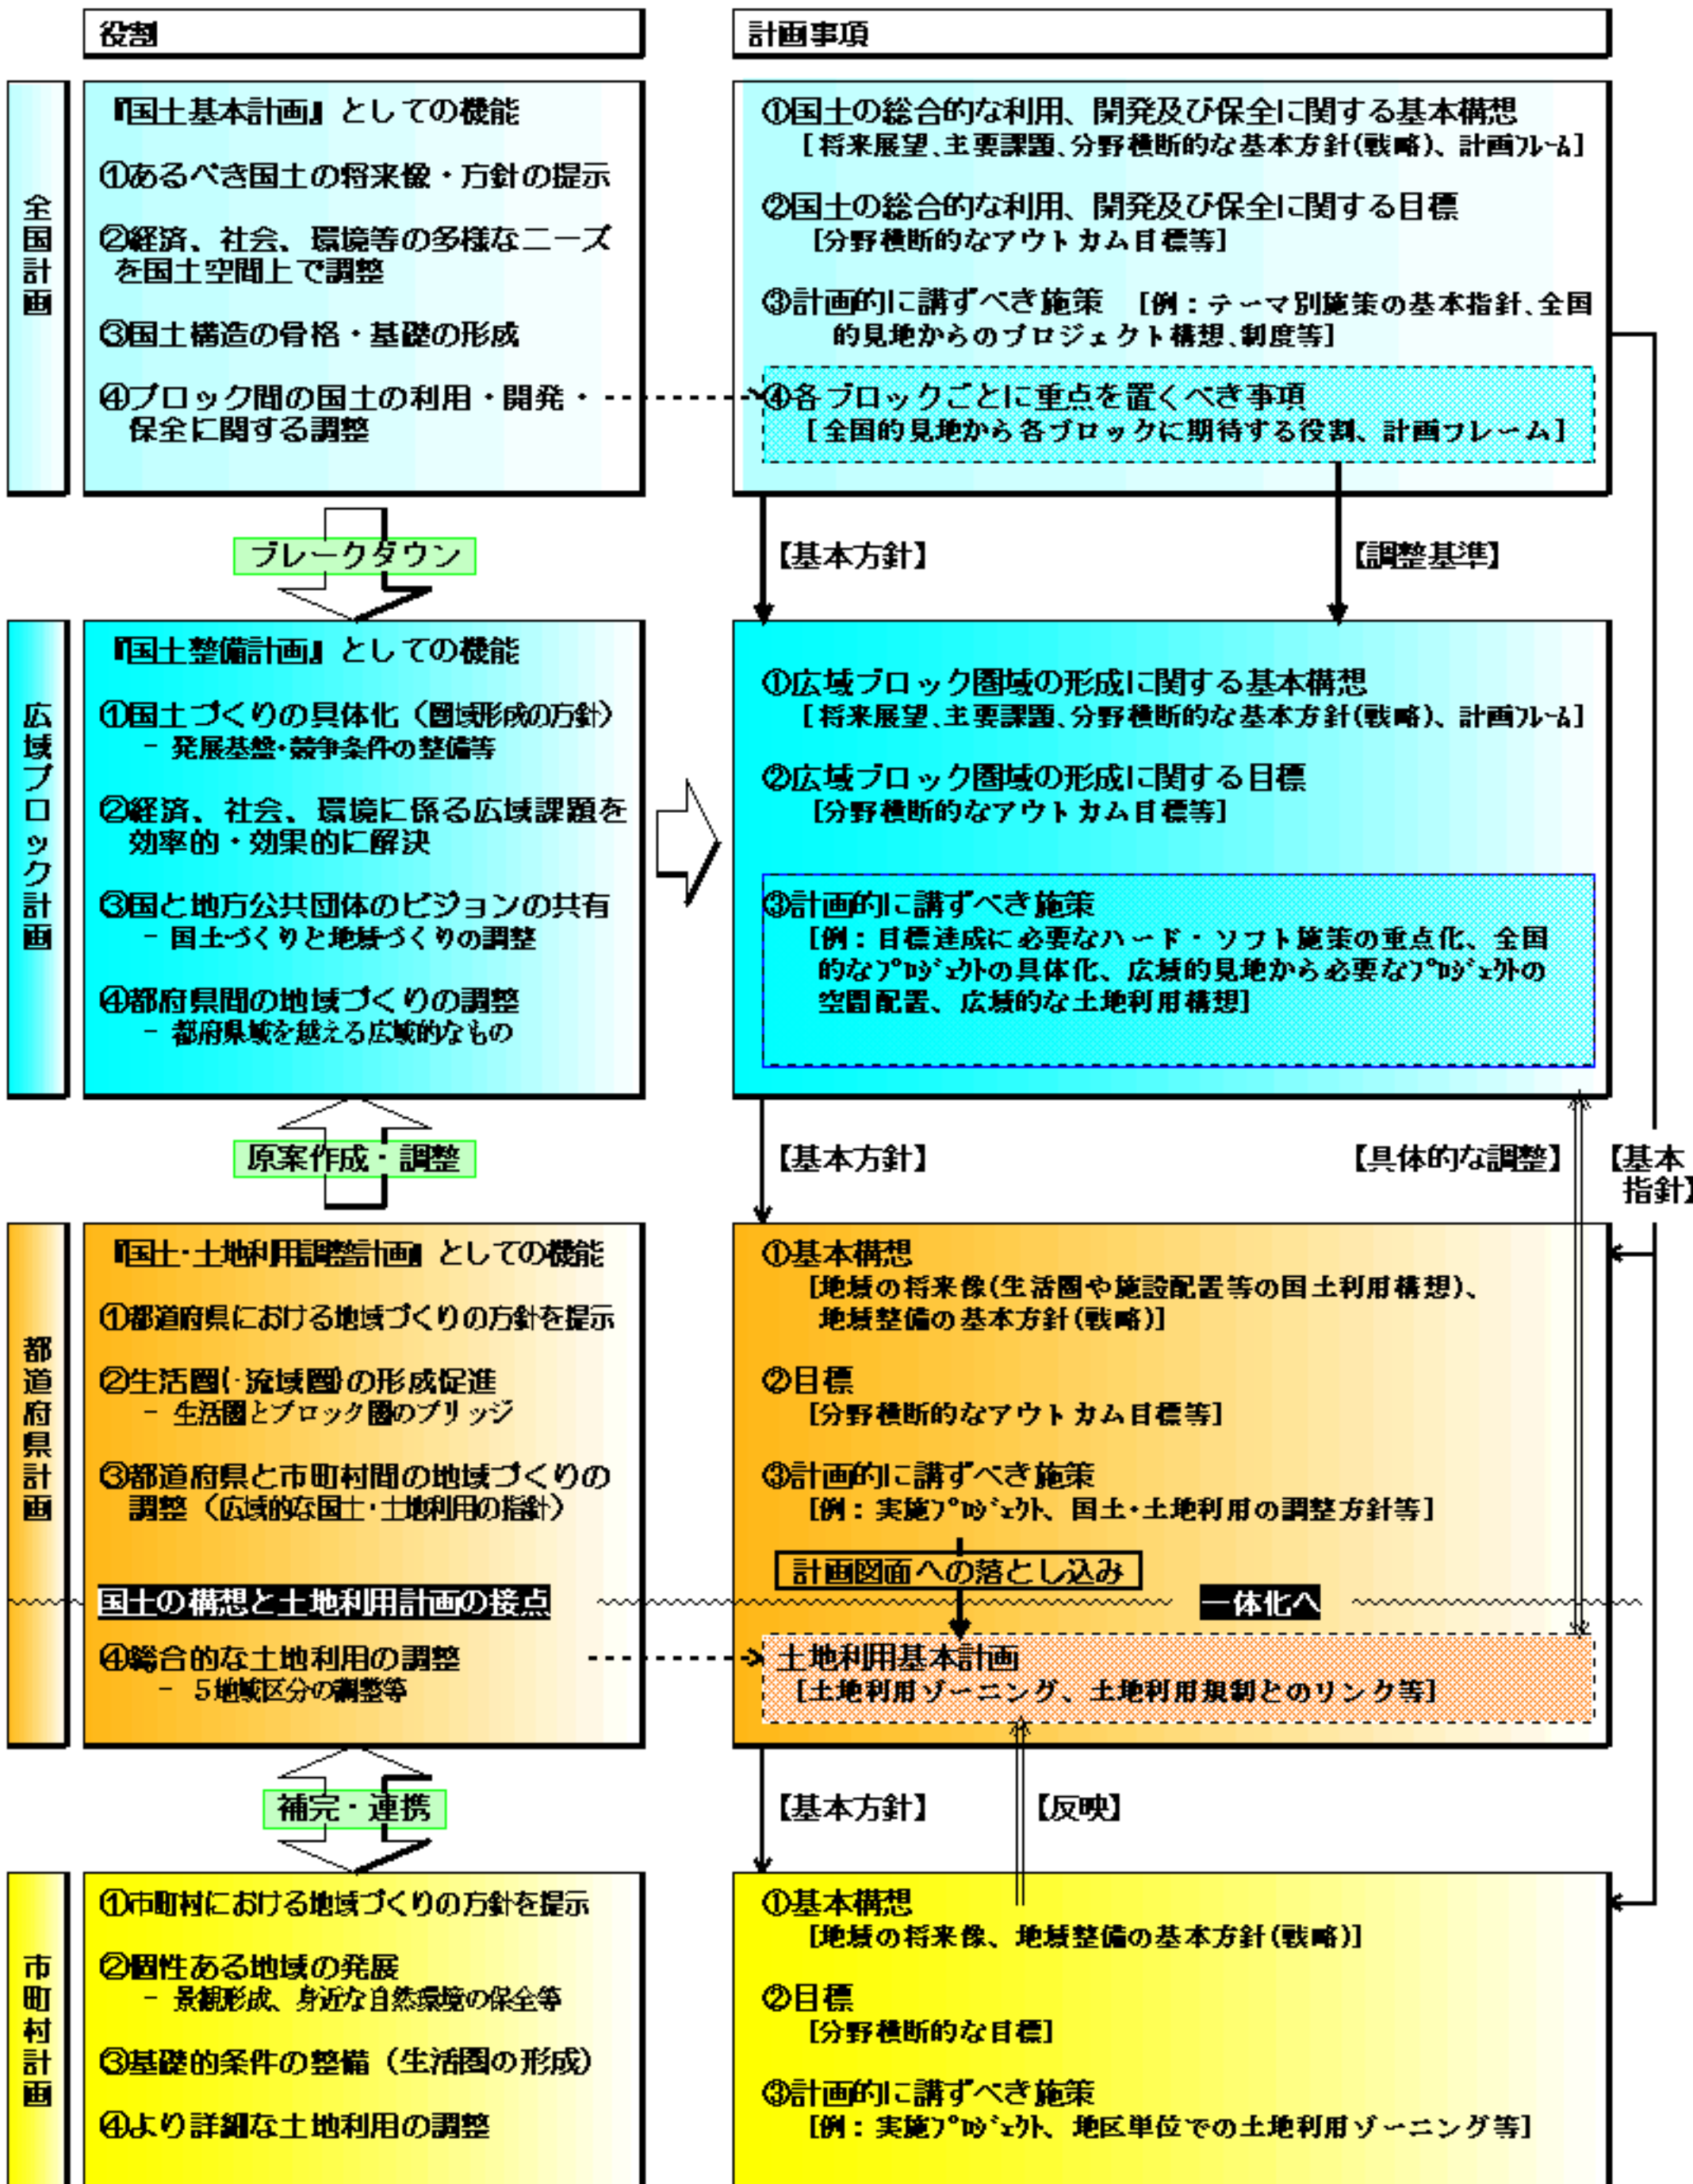 役割
計画事項
全国計画
『国土基本計画』としての機能
①あるべき国土の将来像・方針の提示
②経済、社会、環境等の多様なニーズ
を国土空間上で調整
③国土構造の骨格・基礎の形成
④ブロック間の国土の利用・開発・
保全に関する調整
①国土の総合的な利用、開発及び保全に関する基本構想
[将来展望、主要課題、分野横断的な基本方針(戦略)、計画ﾌﾚｰﾑ]
②国土の総合的な利用、開発及び保全に関する目標
[分野横断的なアウトカム目標等]
③計画的に講ずべき施策 [例：テーマ別施策の基本指針、全国
的見地からのプロジェクト構想、制度等]
④各ブロックごとに重点を置くべき事項
[全国的見地から各ブロックに期待する役割、計画フレーム]
ブレークダウン
【基本方針】
【調整基準】
広域ブロック計画
『国土整備計画』としての機能
①国土づくりの具体化（圏域形成の方針）
－ 発展基盤・競争条件の整備等
②経済、社会、環境に係る広域課題を
効率的・効果的に解決
③国と地方公共団体のビジョンの共有
－ 国土づくりと地域づくりの調整
④都府県間の地域づくりの調整
－ 都府県域を越える広域的なもの
①広域ブロック圏域の形成に関する基本構想
[将来展望、主要課題、分野横断的な基本方針(戦略)、計画ﾌﾚｰﾑ]
②広域ブロック圏域の形成に関する目標
[分野横断的なアウトカム目標等]
③計画的に講ずべき施策
[例：目標達成に必要なハード・ソフト施策の重点化、全国
的なﾌﾟﾛｼﾞｪｸﾄの具体化、広域的見地から必要なﾌﾟﾛｼﾞｪｸﾄの
空間配置、広域的な土地利用構想]
原案作成・調整
【基本方針】
【具体的な調整】
【基本
指針】
都道府県計画
『国土・土地利用調整計画』としての機能
①都道府県における地域づくりの方針を提示
②生活圏(・流域圏)の形成促進
－ 生活圏とブロック圏のブリッジ
③都道府県と市町村間の地域づくりの
調整（広域的な国土・土地利用の指針）
国土の構想と土地利用計画の接点
④総合的な土地利用の調整
－ ５地域区分の調整等
①基本構想
[地域の将来像(生活圏や施設配置等の国土利用構想)、
地域整備の基本方針(戦略)]
②目標
[分野横断的なアウトカム目標等]
③計画的に講ずべき施策
[例：実施ﾌﾟﾛｼﾞｪｸﾄ、国土・土地利用の調整方針等]
計画図面への落とし込み
一体化へ
土地利用基本計画
[土地利用ゾーニング、土地利用規制とのリンク等]
補完・連携
【基本方針】
【反映】
市町村計画
①市町村における地域づくりの方針を提示
②個性ある地域の発展
－ 景観形成、身近な自然環境の保全等
③基礎的条件の整備（生活圏の形成）
④より詳細な土地利用の調整
①基本構想
[地域の将来像、地域整備の基本方針(戦略)]
②目標
[分野横断的な目標]
③計画的に講ずべき施策
[例：実施ﾌﾟﾛｼﾞｪｸﾄ、地区単位での土地利用ゾーニング等]